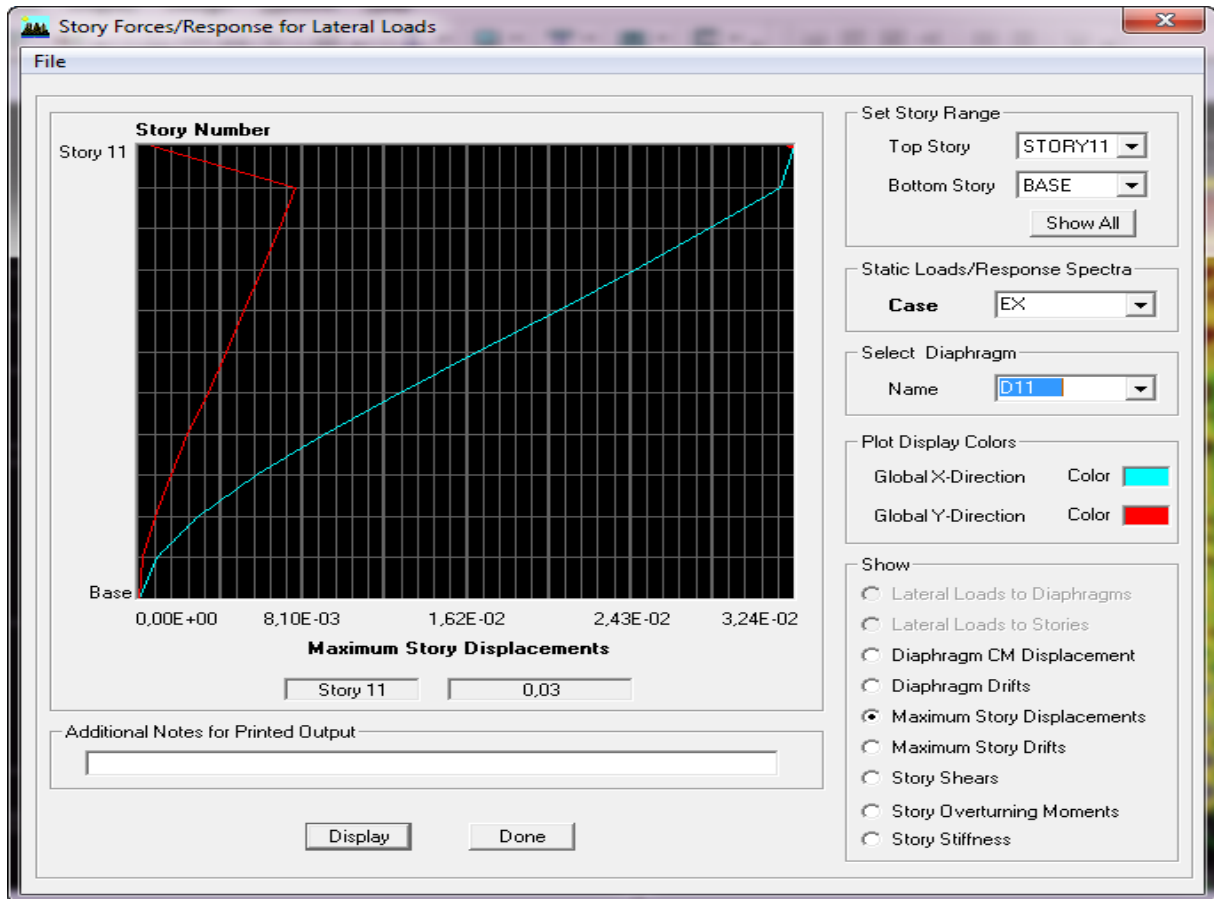 Story Forces/Response for Lateral Loads
File
Story Number
Story 11
Base
0,00E+00 8,10E-03 1,62E-02 2,43E-02 3,24E-02
Maximum Story Displacements
Story 11 0,03
Additional Notes for Printed Output
Display Done
Set Story Range
Top Story STORY11
Bottom Story BASE
Show All
Static Loads/Response Spectra
Case EX
Select Diaphragm
Name D11
Plot Display Colors
Global X-Direction Color
Global Y-Direction Color
Show
Lateral Loads to Diaphragms
Lateral Loads to Stories
Diaphragm CM Displacement
Diaphragm Drifts
Maximum Story Displacements
Maximum Story Drifts
Story Shears
Story Overturning Moments
Story Stiffness